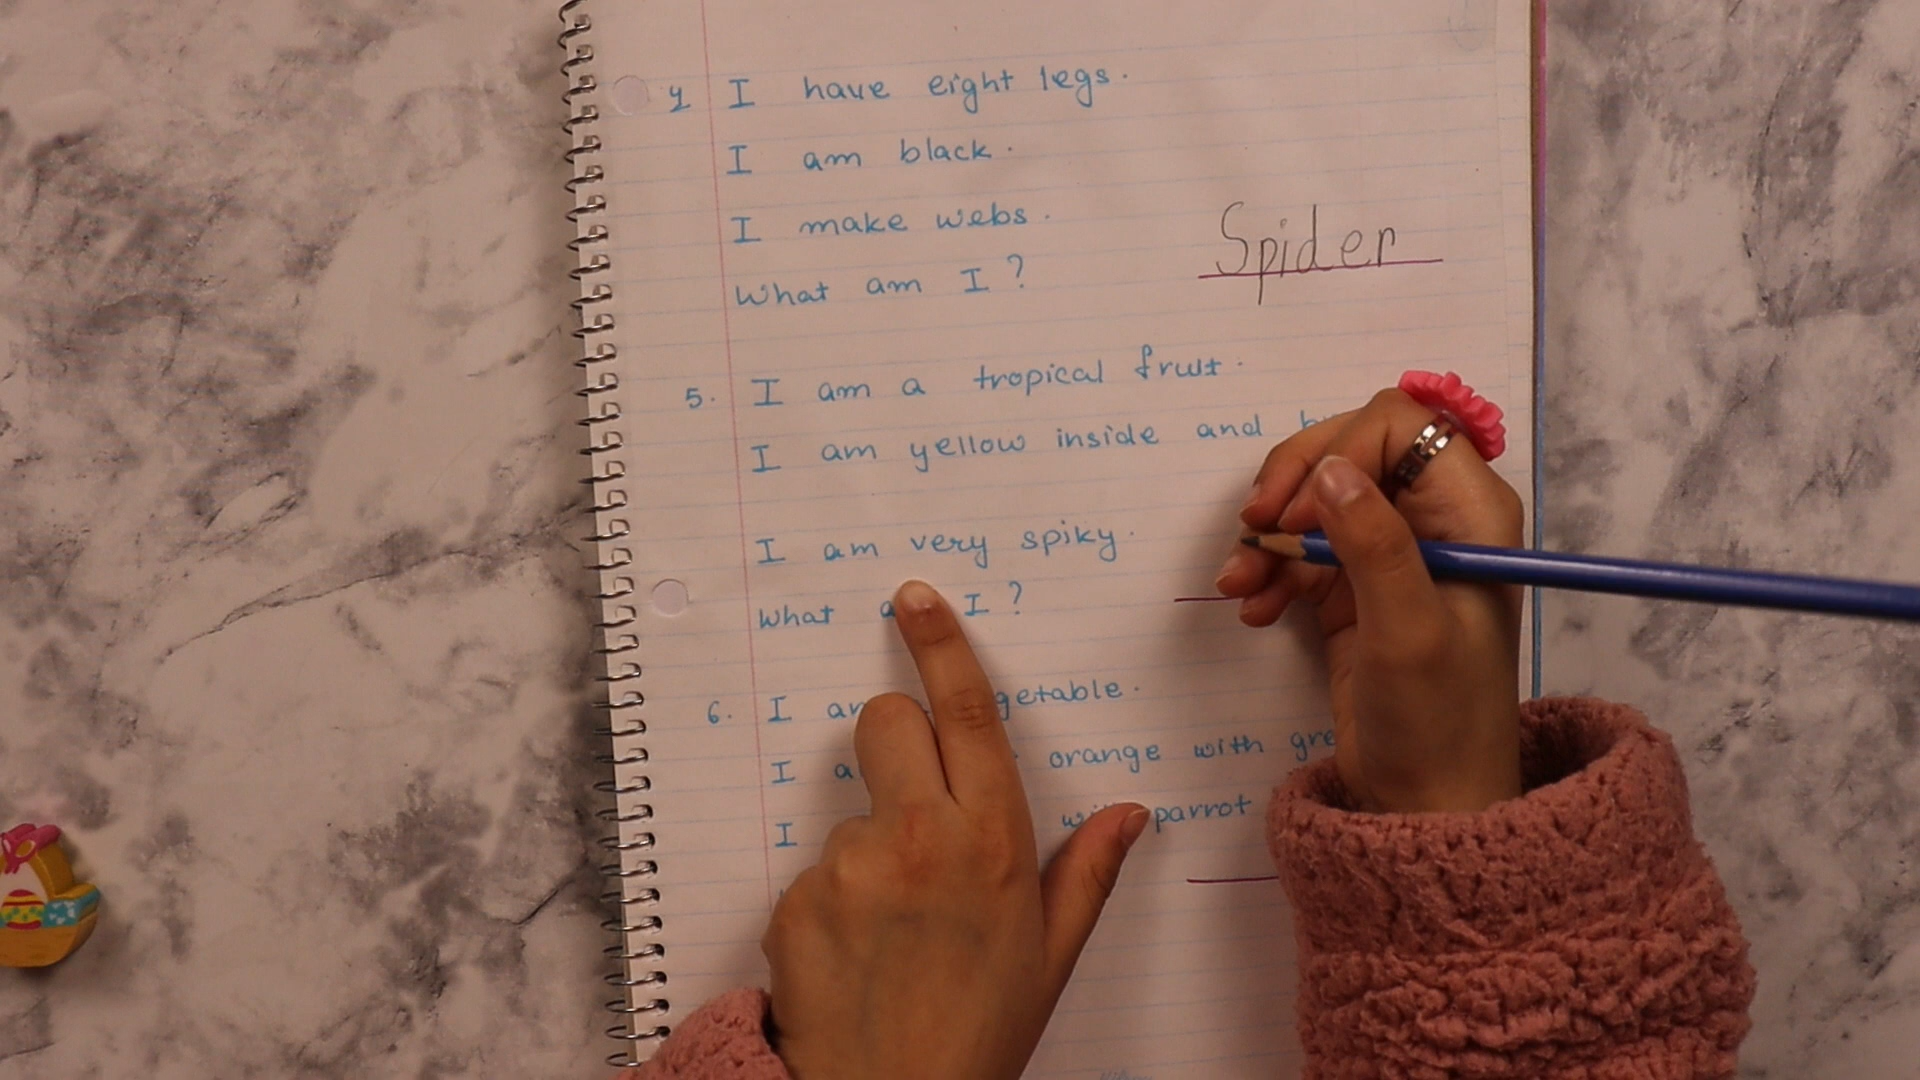 4 I have eight legs.
I am black.
I make webs.
What am I?
Spider
5. I am a tropical fruit.
I am yellow inside and
I am very spiky.
What I?
6. I
I orange with
I parrot